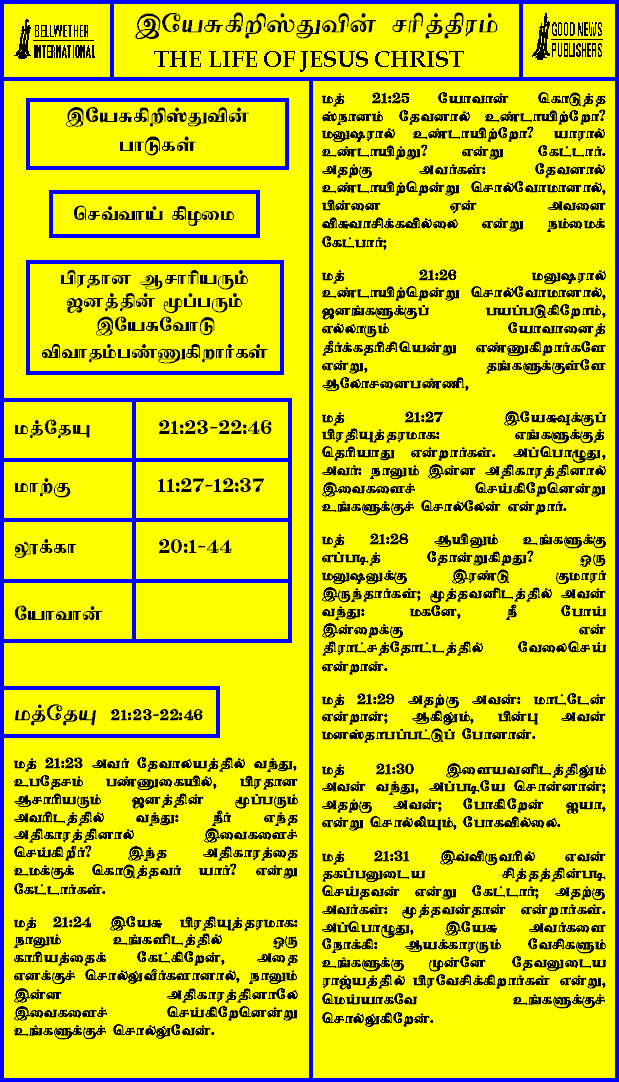 BELLWETHER
INTERNATIONAL
இயேசுகிறிஸ்துவின் சரித்திரம்
THE LIFE OF JESUS CHRIST
GOOD NEWS
PUBLISHERS
இயேசுகிறிஸ்துவின்
பாடுகள்
செவ்வாய் கிழமை
பிரதான ஆசாரியரும்
ஜனத்தின் மூப்பரும்
இயேசுவோடு
விவாதம்பண்ணுகிறார்கள்
மத்தேயு 21:23-22:46
மாற்கு 11:27-12:37
லூக்கா 20:1-44
யோவான்
மத்தேயு 21:23-22:46
மத் 21:23 அவர் தேவாலயத்தில் வந்து,
உபதேசம் பண்ணுகையில், பிரதான
ஆசாரியரும் ஜனத்தின் மூப்பரும்
அவரிடத்தில் வந்து: நீர் எந்த
அதிகாரத்தினால் இவைகளைச்
செய்கிறீர்? இந்த அதிகாரத்தை
உமக்குக் கொடுத்தவர் யார்? என்று
கேட்டார்கள்.
மத் 21:24 இயேசு பிரதியுத்தரமாக:
நானும் உங்களிடத்தில் ஒரு
காரியத்தைக் கேட்கிறேன், அதை
எனக்குச் சொல்லுவீர்களானால், நானும்
இன்ன அதிகாரத்தினாலே
இவைகளைச் செய்கிறேனென்று
உங்களுக்குச் சொல்லுவேன்.
மத் 21:25 யோவான் கொடுத்த
ஸ்நானம் தேவனால் உண்டாயிற்றோ?
மனுஷரால் உண்டாயிற்றோ? யாரால்
உண்டாயிற்று? என்று கேட்டார்.
அதற்கு அவர்கள்: தேவனால்
உண்டாயிற்றென்று சொல்வோமானால்,
பின்னை ஏன் அவனை
விசுவாசிக்கவில்லை என்று நம்மைக்
கேட்பார்;
மத் 21:26 மனுஷரால்
உண்டாயிற்றென்று சொல்வோமானால்,
ஜனங்களுக்குப் பயப்படுகிறோம்,
எல்லாரும் யோவானைத்
தீர்க்கதரிசியென்று எண்ணுகிறார்களே
என்று, தங்களுக்குள்ளே
ஆலோசனைபண்ணி,
மத் 21:27 இயேசுவுக்குப்
பிரதியுத்தரமாக: எங்களுக்குத்
தெரியாது என்றார்கள். அப்பொழுது,
அவர்: நானும் இன்ன அதிகாரத்தினால்
இவைகளைச் செய்கிறேனென்று
உங்களுக்குச் சொல்லேன் என்றார்.
மத் 21:28 ஆயினும் உங்களுக்கு
எப்படித் தோன்றுகிறது? ஒரு
மனுஷனுக்கு இரண்டு குமாரர்
இருந்தார்கள்; மூத்தவனிடத்தில் அவன்
வந்து: மகனே, நீ போய்
இன்றைக்கு என்
திராட்சத்தோட்டத்தில் வேலைசெய்
என்றான்.
மத் 21:29 அதற்கு அவன்: மாட்டேன்
என்றான்; ஆகிலும், பின்பு அவன்
மனஸ்தாபப்பட்டுப் போனான்.
மத் 21:30 இளையவனிடத்திலும்
அவன் வந்து, அப்படியே சொன்னான்;
அதற்கு அவன்; போகிறேன் ஐயா,
என்று சொல்லியும், போகவில்லை.
மத் 21:31 இவ்விருவரில் எவன்
தகப்பனுடைய சித்தத்தின்படி
செய்தவன் என்று கேட்டார்; அதற்கு
அவர்கள்: மூத்தவன்தான் என்றார்கள்.
அப்பொழுது, இயேசு அவர்களை
நோக்கி: ஆயக்காரரும் வேசிகளும்
உங்களுக்கு முன்னே தேவனுடைய
ராஜ்யத்தில் பிரவேசிக்கிறார்கள் என்று,
மெய்யாகவே உங்களுக்குச்
சொல்லுகிறேன்.